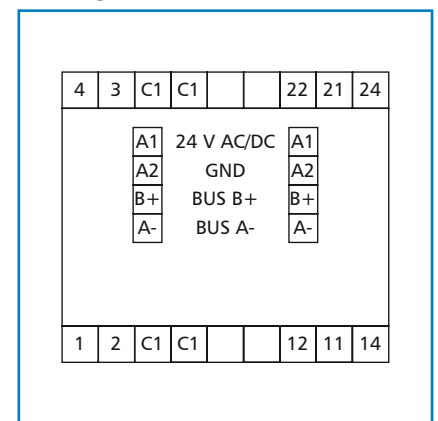 4 3 C1 C1 22 21 24
A1 24 V AC/DC A1
A2 GND A2
B+ BUS B+ B+
A- BUS A- A-
1 2 C1 C1 12 11 14